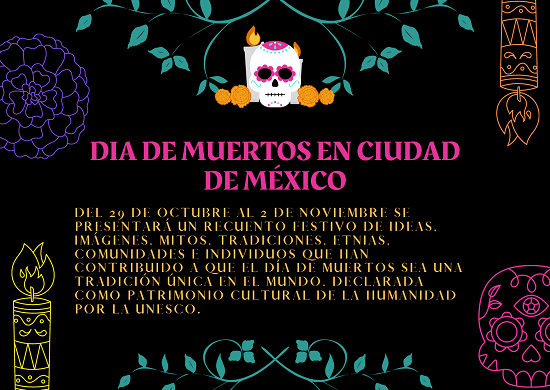 DIA DE MUERTOS EN CIUDAD
DE MÉXICO
DEL 29 DE OCTUBRE AL 2 DE NOVIEMBRE SE
PRESENTARÁ UN RECUENTO FESTIVO DE IDEAS,
IMÁGENES, MITOS, TRADICIONES, ETNIAS,
COMUNIDADES E INDIVIDUOS QUE HAN
CONTRIBUIDO A QUE EL DÍA DE MUERTOS SEA UNA
TRADICIÓN ÚNICA EN EL MUNDO, DECLARADA
COMO PATRIMONIO CULTURAL DE LA HUMANIDAD
POR LA UNESCO.